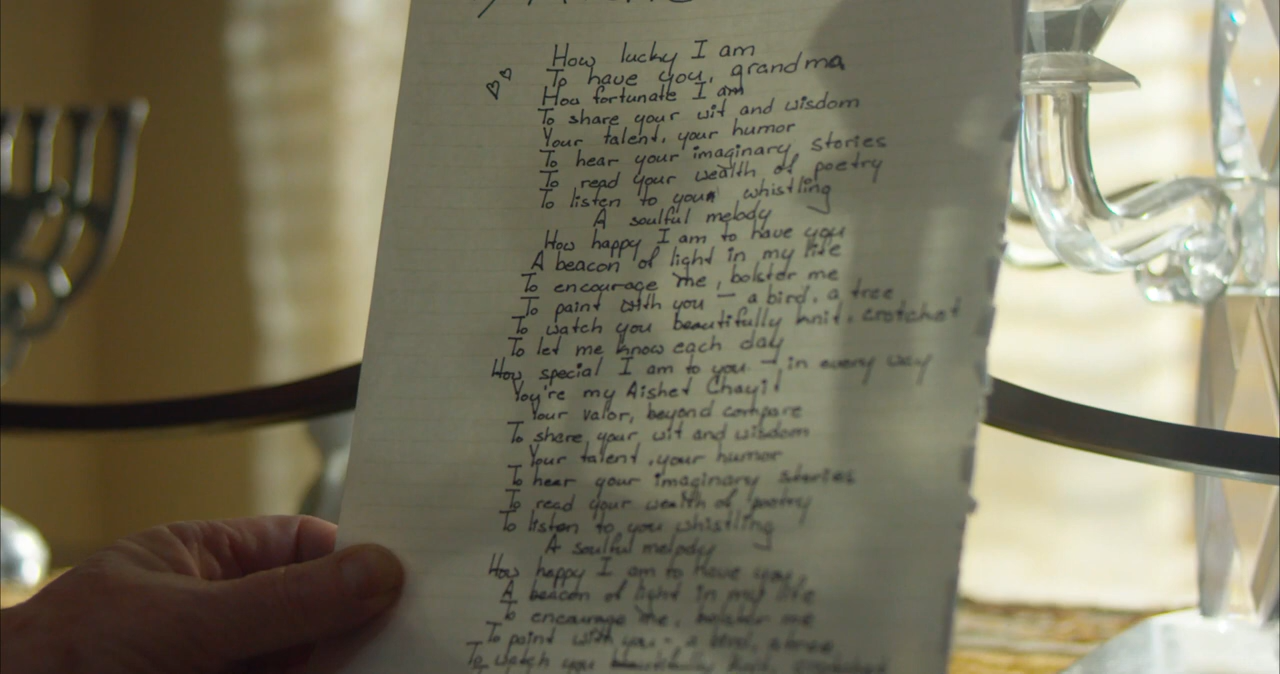 How lucky I am
To have you, grandma
How fortunate I am
To share your wit and wisdom
Your talent, your humor
To hear your imaginary stories
To read your wealth of poetry
To listen to your whistling
A soulful melody
How happy I am to have you
A beacon of light in my life
To encourage me, bolster me
To paint with you - a bird, a tree
To watch you beautifully knit, crotchet
To let me know each day
How special I am to you - in every way
You're my Aishet Chayil
Your valor, beyond compare
To share your wit and wisdom
Your talent, your humor
To hear your imaginary stories
To read your wealth of poetry
To listen to you whistling
A soulful melody
How happy I am to have you,
A beacon of light in my life
To encourage me, bolster me
To paint with you - a bird, a tree
To watch you beautifully knit, crotchet